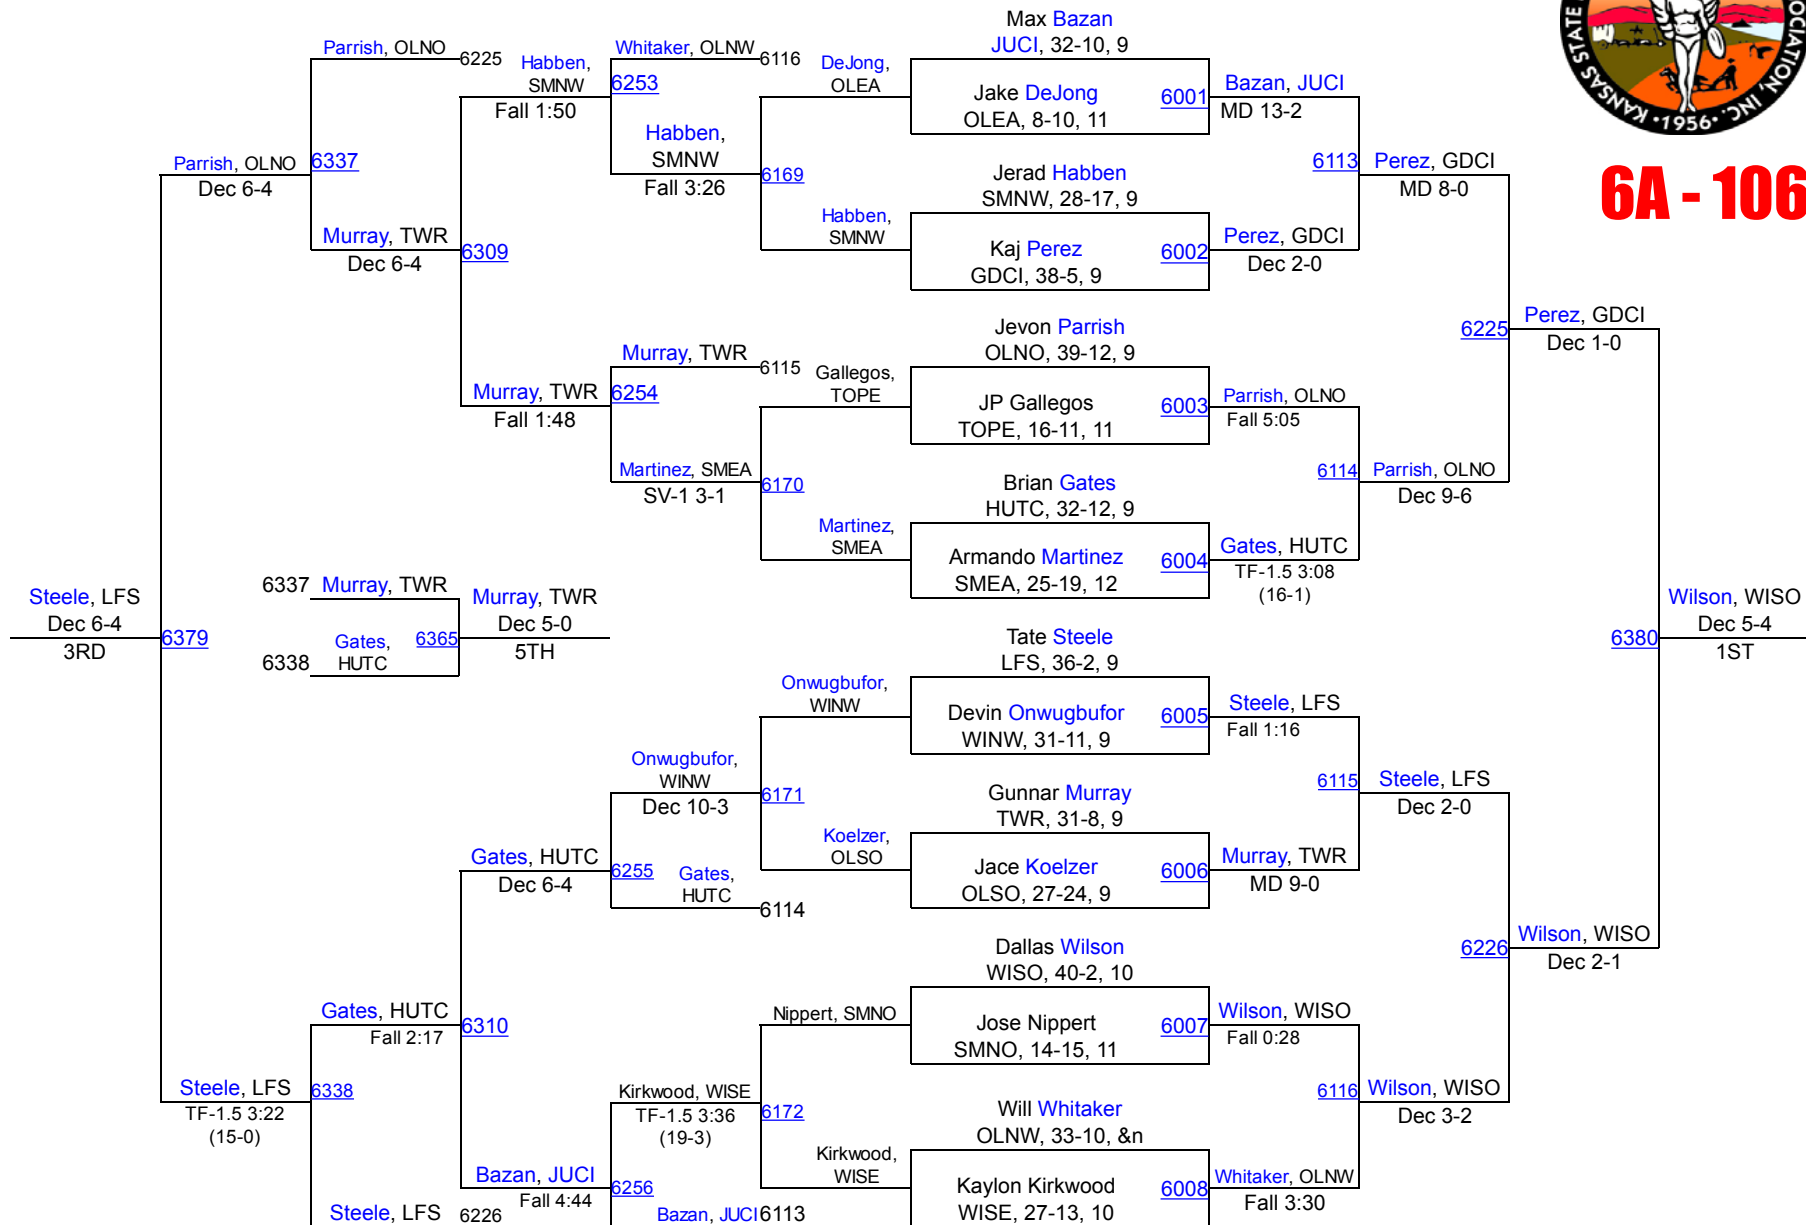 Max Bazan
JUCI, 32-10, 9
Jake DeJong
OLEA, 8-10, 11
6001
Jerad Habben
SMNW, 28-17, 9
Kaj Perez
GDCI, 38-5, 9
6002
Jevon Parrish
OLNO, 39-12, 9
JP Gallegos
TOPE, 16-11, 11
6003
Brian Gates
HUTC, 32-12, 9
Armando Martinez
SMEA, 25-19, 12
6004
Tate Steele
LFS, 36-2, 9
Devin Onwugbufor
WINW, 31-11, 9
6005
Gunnar Murray
TWR, 31-8, 9
Jace Koelzer
OLSO, 27-24, 9
6006
Dallas Wilson
WISO, 40-2, 10
Jose Nippert
SMNO, 14-15, 11
6007
Will Whitaker
OLNW, 33-10, &n
Kaylon Kirkwood
WISE, 27-13, 10
6008
Bazan, JUCI
MD 13-2
6113
Perez, GDCI
Dec 2-0
Parrish, OLNO
Fall 5:05
6114
Gates, HUTC
TF-1.5 3:08
(16-1)
Steele, LFS
Fall 1:16
6115
Murray, TWR
MD 9-0
Wilson, WISO
Fall 0:28
6116
Whitaker, OLNW
Fall 3:30
Perez, GDCI
MD 8-0
6225
Parrish, OLNO
Dec 9-6
Steele, LFS
Dec 2-0
6226
Wilson, WISO
Dec 3-2
Perez, GDCI
Dec 1-0
6380
Wilson, WISO
Dec 2-1
Wilson, WISO
Dec 5-4
1ST
KANSAS STATE
OCIATION, INC.
•1956•
6A - 106
DeJong,
OLEA
6169
Habben,
SMNW
Gallegos,
TOPE
6170
Martinez,
SMEA
Onwugbufor,
WINW
6171
Koelzer,
OLSO
Nippert, SMNO
6172
Kirkwood,
WISE
Whitaker, OLNW
6116
6253
Habben,
SMNW
Fall 3:26
Murray, TWR
6115
6254
Martinez, SMEA
SV-1 3-1
Onwugbufor,
WINW
Dec 10-3
6255
Gates,
HUTC
6114
Kirkwood, WISE
TF-1.5 3:36
(19-3)
6256
Bazan, JUCI
6113
Habben,
SMNW
Fall 1:50
6309
Murray, TWR
Fall 1:48
Gates, HUTC
Dec 6-4
6310
Bazan, JUCI
Fall 4:44
Parrish, OLNO
6225
6337
Murray, TWR
Dec 6-4
Gates, HUTC
Fall 2:17
6338
Steele, LFS
6226
Parrish, OLNO
Dec 6-4
6379
Steele, LFS
TF-1.5 3:22
(15-0)
Steele, LFS
Dec 6-4
3RD
6337
Murray, TWR
6365
6338
Gates,
HUTC
Murray, TWR
Dec 5-0
5TH